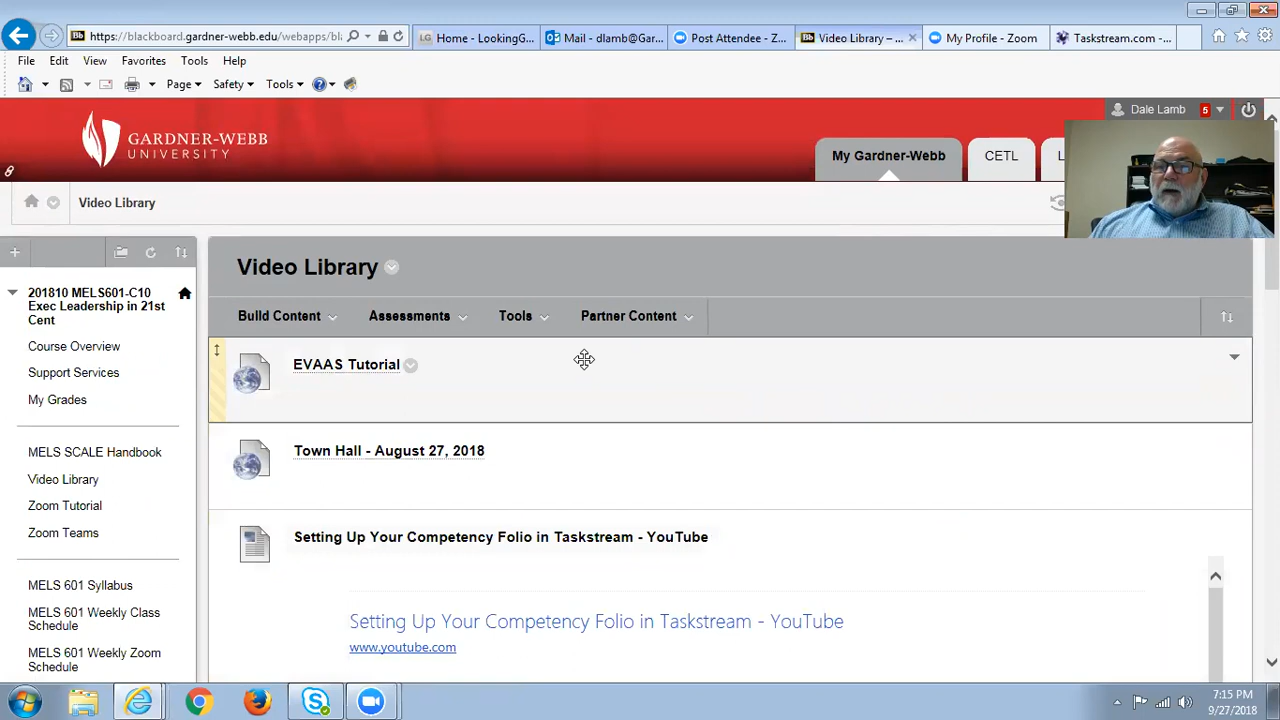 https://blackboard.gardner-webb.edu/webapps/bl
Home - LookingG...
Mail - dlamb@Gar...
Post Attendee - Z...
Video Library – ...
My Profile - Zoom
Taskstream.com -...
File Edit View Favorites Tools Help
Page Safety Tools
GARDNER-WEBB
UNIVERSITY
Dale Lamb 5
My Gardner-Webb CETL L
Video Library
201810 MELS601-C10
Exec Leadership in 21st
Cent
Course Overview
Support Services
My Grades
MELS SCALE Handbook
Video Library
Zoom Tutorial
Zoom Teams
MELS 601 Syllabus
MELS 601 Weekly Class
Schedule
MELS 601 Weekly Zoom
Schedule
Video Library
Build Content Assessments Tools Partner Content
EVAAS Tutorial
Town Hall - August 27, 2018
Setting Up Your Competency Folio in Taskstream - YouTube
Setting Up Your Competency Folio in Taskstream - YouTube
www.youtube.com
7:15 PM
9/27/2018